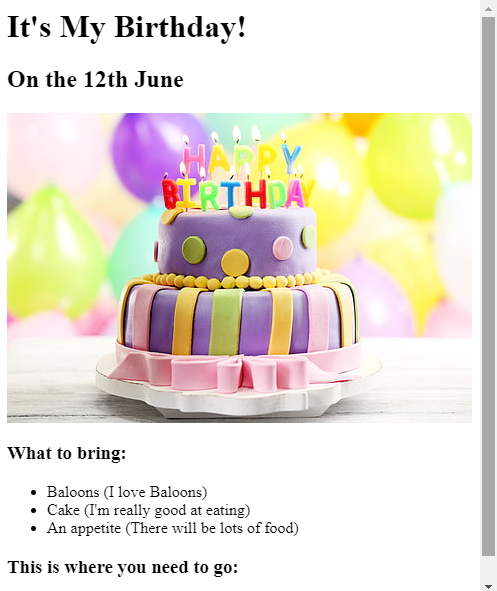 It's My Birthday!
On the 12th June
HAPPY
BIRTHDAY
What to bring:
Baloons (I love Baloons)
Cake (I'm really good at eating)
An appetite (There will be lots of food)
This is where you need to go: